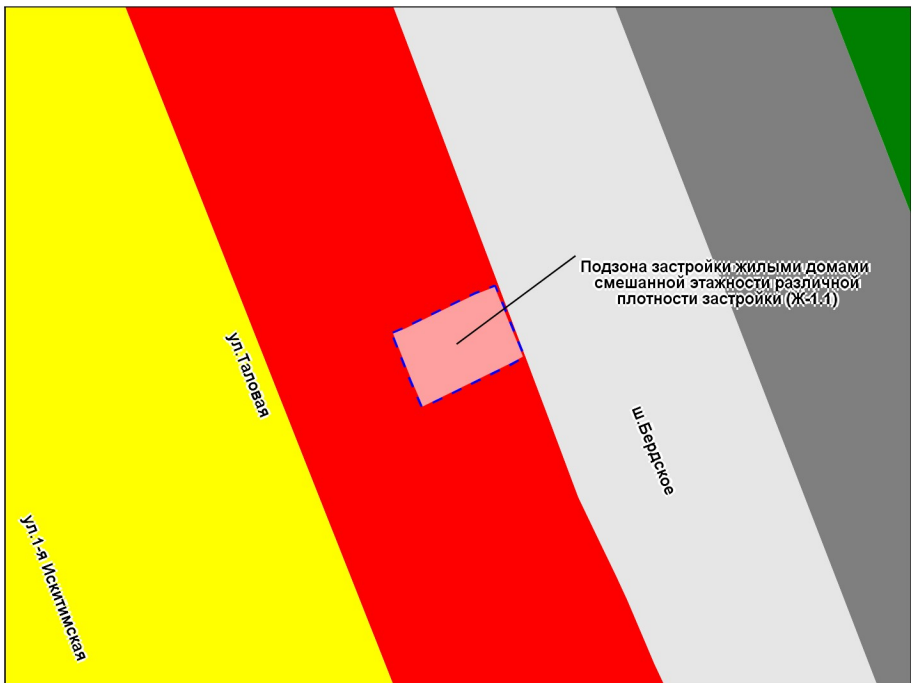 Подзона застройки жилыми домами
смешанной этажности различной
плотности застройки (Ж-1.1)
ул.Таловая
ш.Бердское
ул.1-я Искитимская